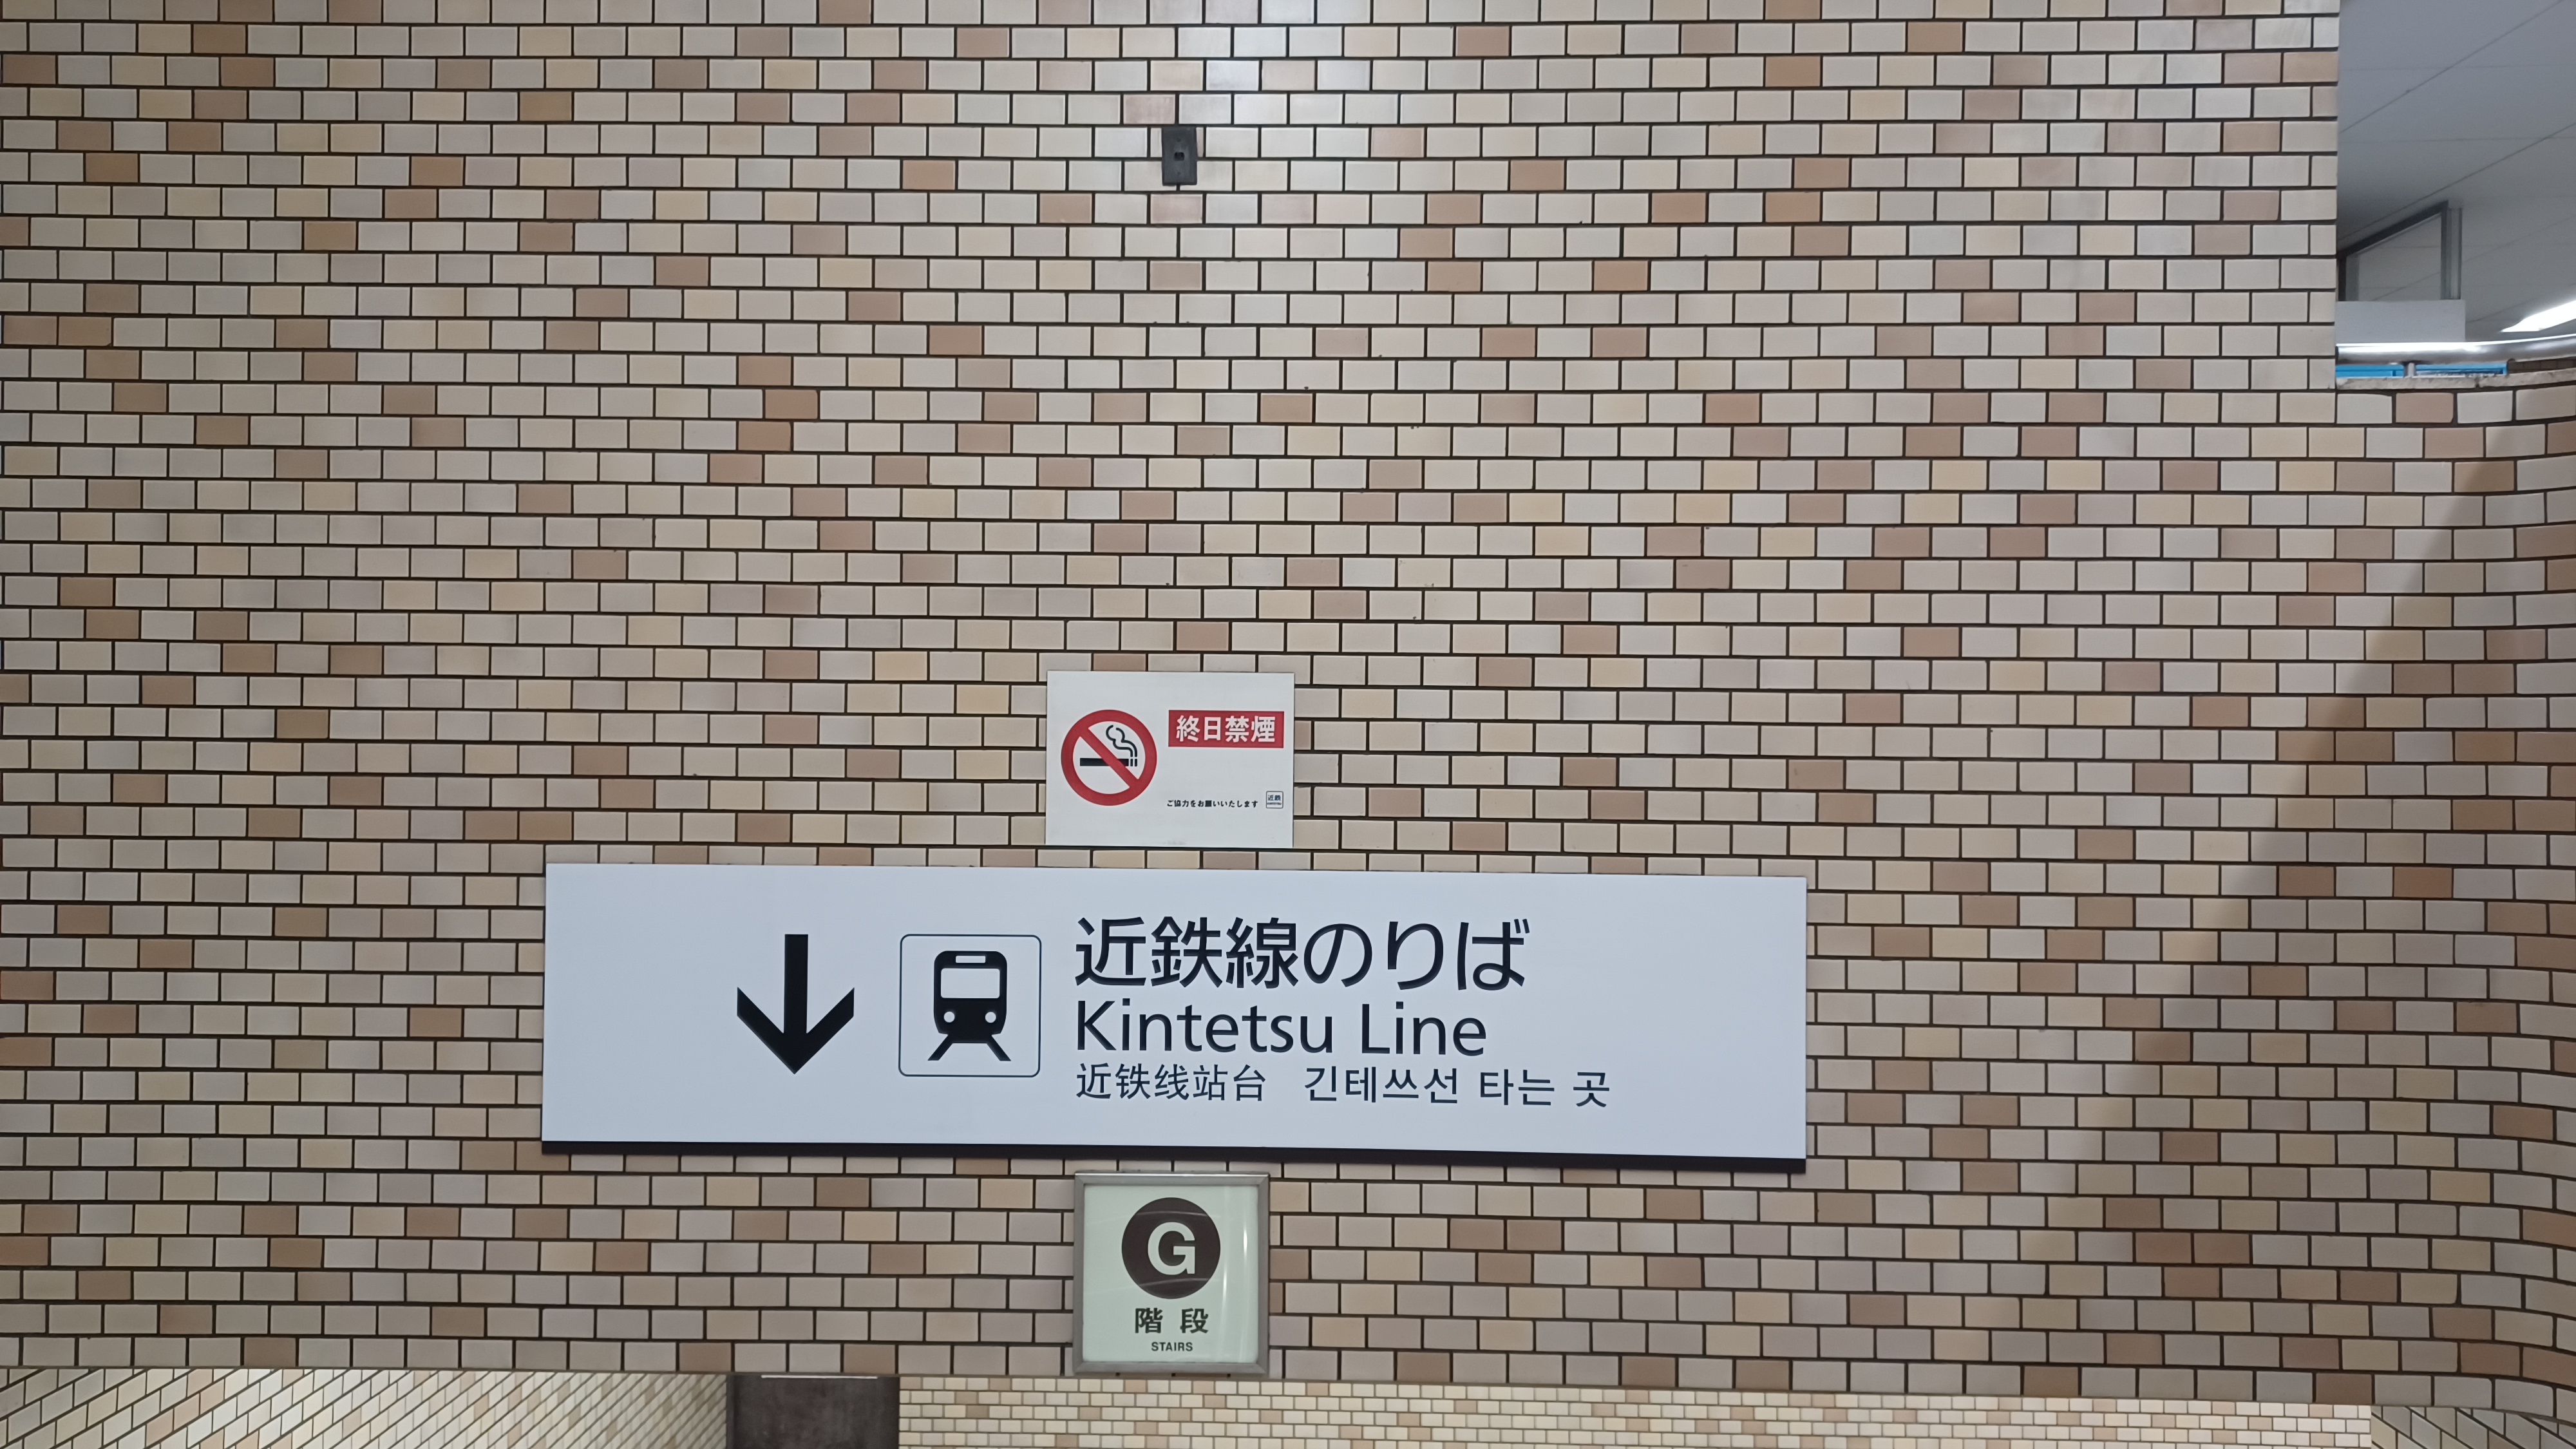 終日禁煙
ご協力をお願いいたします
近鉄線のりば
Kintetsu Line
近铁线站台 긴테쓰선 타는 곳
G
階段
STAIRS